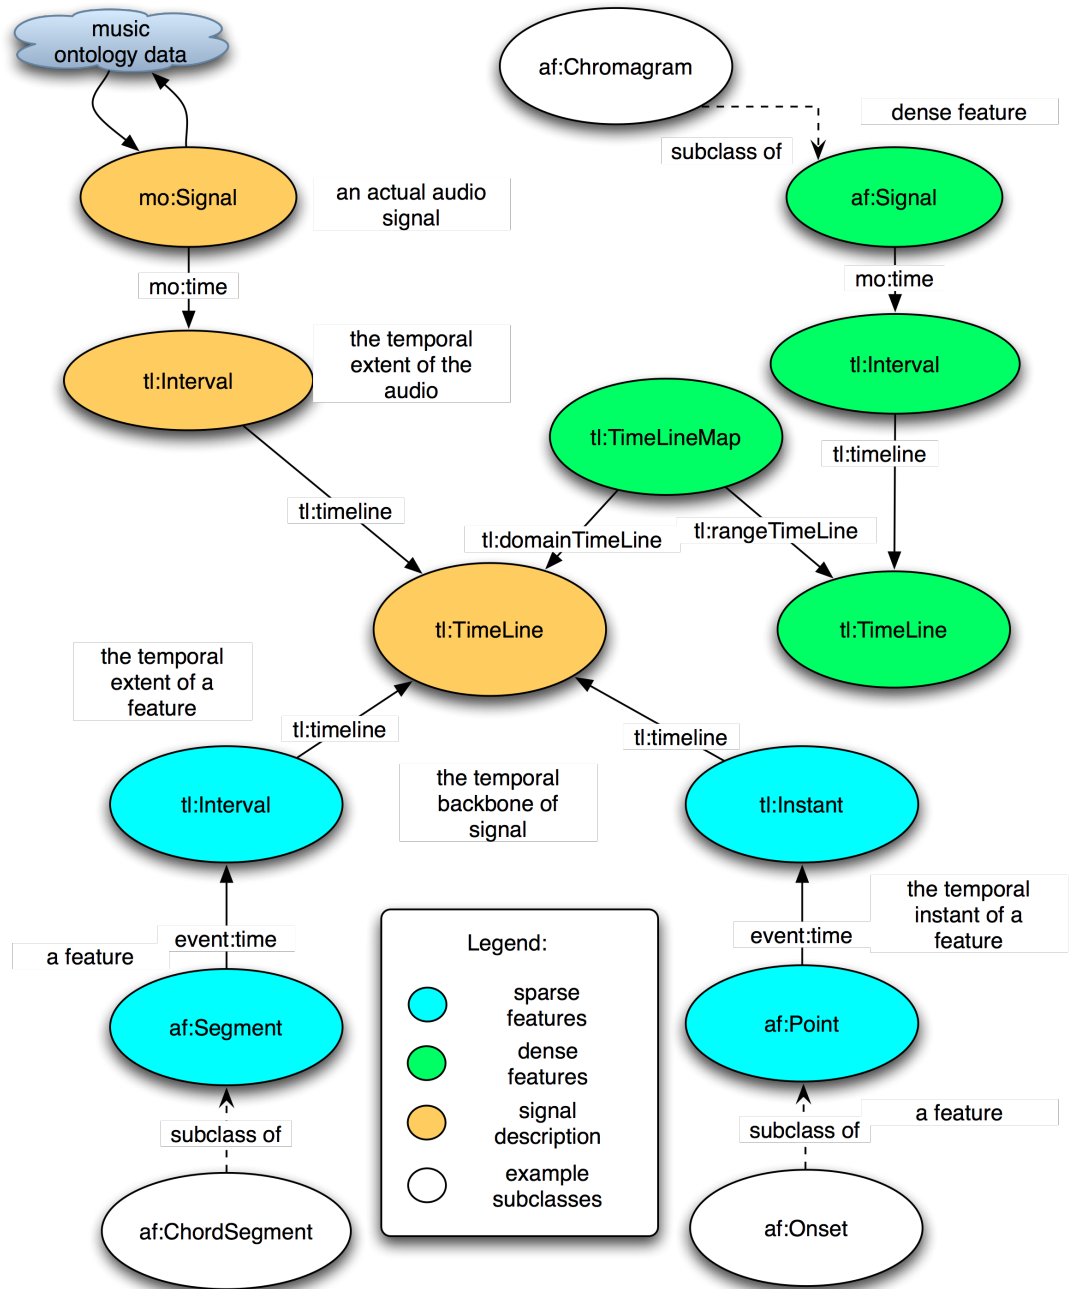 music
ontology data
af:Chromagram
dense feature
subclass of
mo:Signal
an actual audio
signal
af:Signal
mo:time
mo:time
the temporal
extent of the
audio
tl:Interval
tl:Interval
tl:TimeLineMap
tl:timeline
tl:timeline
tl:domainTimeLine
tl:rangeTimeLine
tl:TimeLine
tl:TimeLine
the temporal
extent of a
feature
tl:timeline
tl:timeline
the temporal
backbone of
signal
tl:Interval
tl:Instant
the temporal
instant of a
feature
event:time
event:time
a feature
Legend:
sparse
features
dense
features
signal
description
example
subclasses
af:Segment
af:Point
a feature
subclass of
subclass of
af:ChordSegment
af:Onset